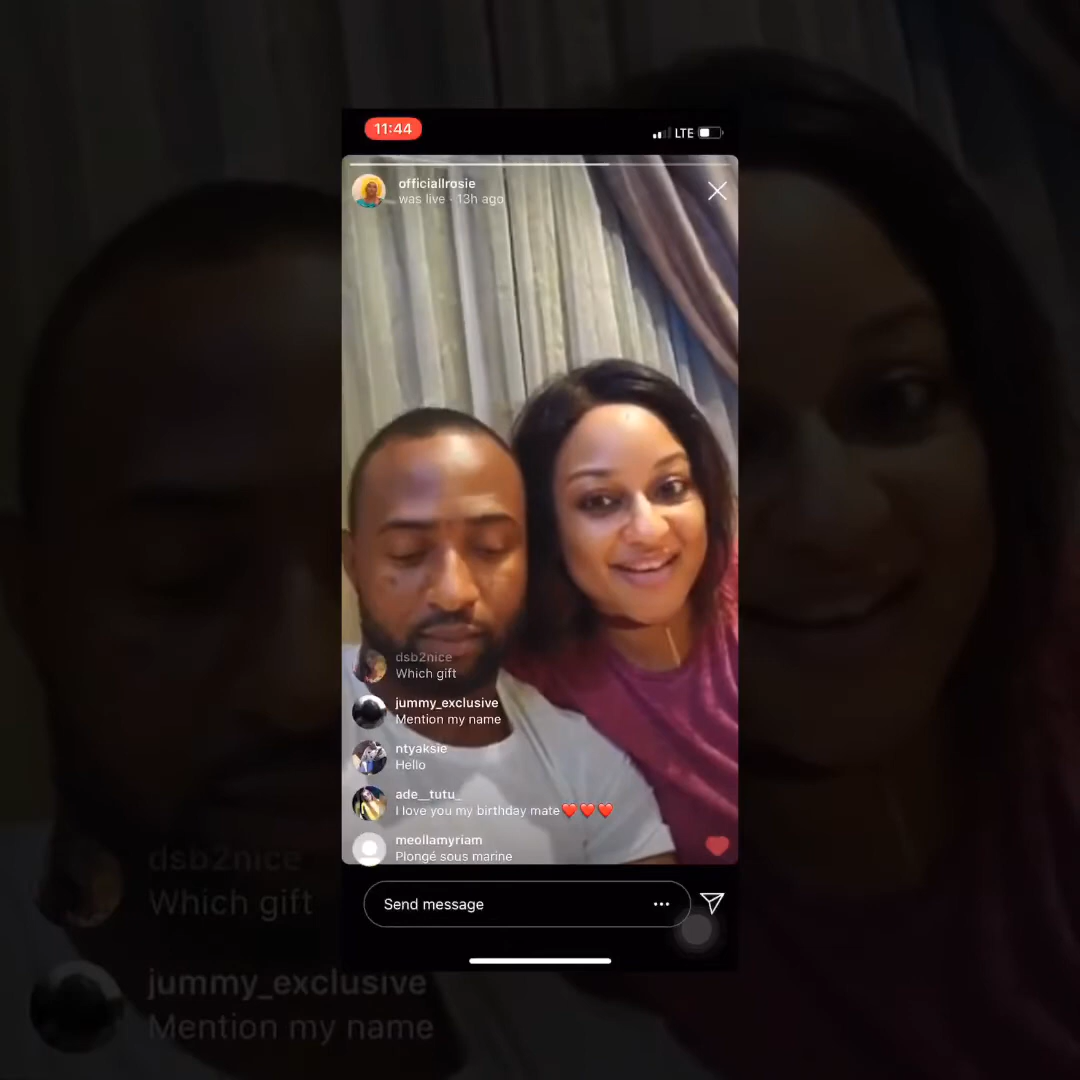 11:44
LTE
officiallrosie
was live - 13h ago
dsb2nice
Which gift
jummy_exclusive
Mention my name
ntyaksie
Hello
ade__tutu_
I love you my birthday mate❤️❤️❤️
meollamyriam
Plongé sous marine
Send message
dsb2nice
Which gift
jummy_exclusive
Mention my name